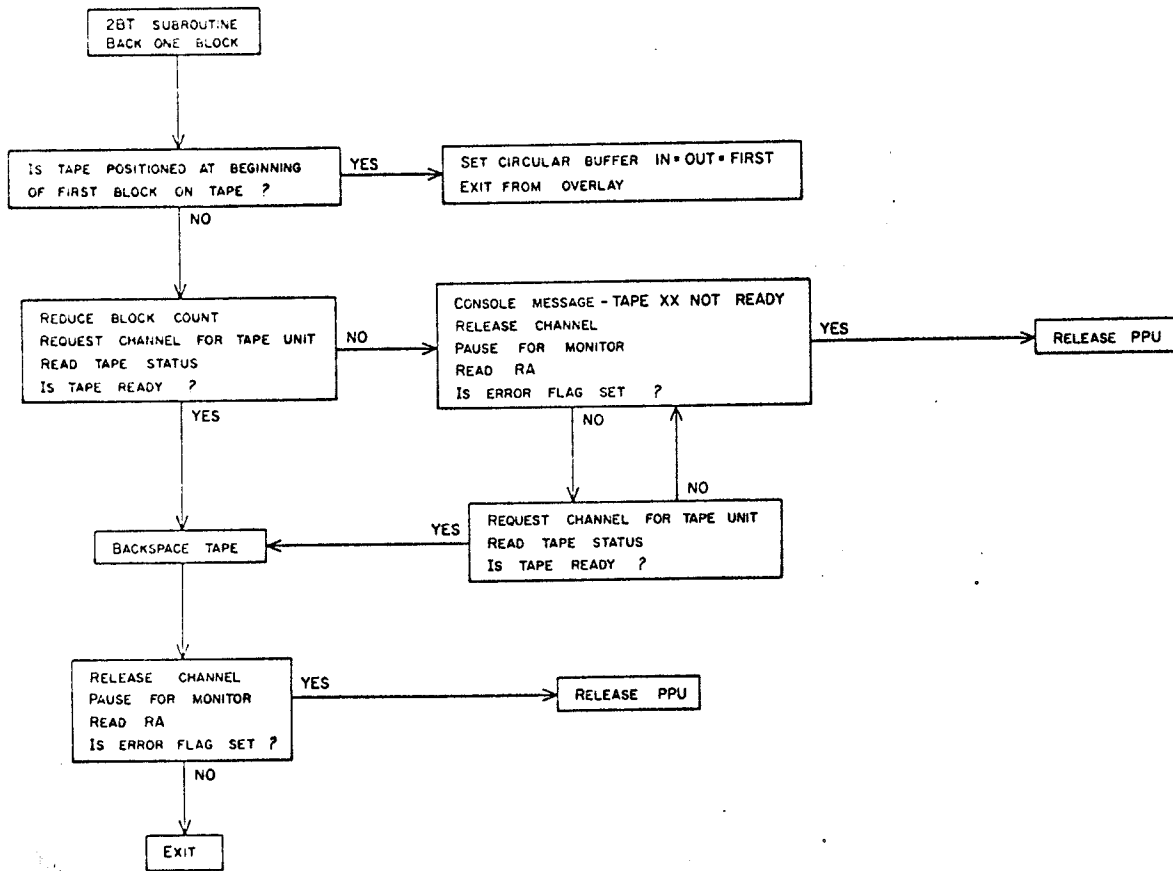 2BT SUBROUTINE
BACK ONE BLOCK
IS TAPE POSITIONED AT BEGINNING
OF FIRST BLOCK ON TAPE ?
YES
SET CIRCULAR BUFFER IN=OUT=FIRST
EXIT FROM OVERLAY
NO
REDUCE BLOCK COUNT
REQUEST CHANNEL FOR TAPE UNIT
READ TAPE STATUS
IS TAPE READY ?
NO
CONSOLE MESSAGE - TAPE XX NOT READY
RELEASE CHANNEL
PAUSE FOR MONITOR
READ RA
IS ERROR FLAG SET ?
YES
RELEASE PPU
YES
NO
NO
REQUEST CHANNEL FOR TAPE UNIT
READ TAPE STATUS
IS TAPE READY ?
YES
BACKSPACE TAPE
RELEASE CHANNEL
PAUSE FOR MONITOR
READ RA
IS ERROR FLAG SET ?
YES
RELEASE PPU
NO
EXIT